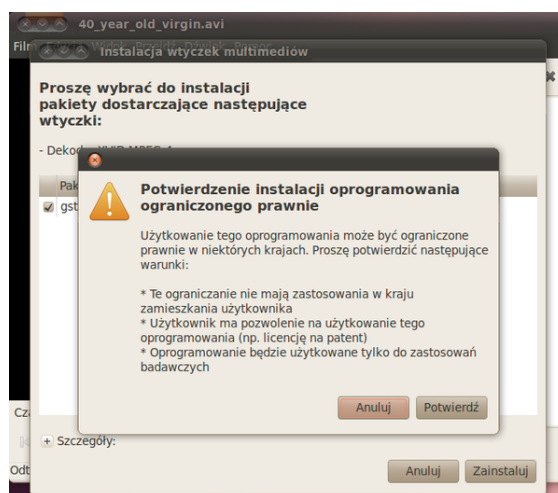 40_year_old_virgin.avi
Instalacja wtyczek multimediów
Proszę wybrać do instalacji
pakiety dostarczające następujące
wtyczki:
Potwierdzenie instalacji oprogramowania
ograniczonego prawnie
Użytkowanie tego oprogramowania może być ograniczone
prawnie w niektórych krajach. Proszę potwierdzić następujące
warunki:
* Te ograniczanie nie mają zastosowania w kraju
zamieszkania użytkownika
* Użytkownik ma pozwolenie na użytkowanie tego
oprogramowania (np. licencję na patent)
* Oprogramowanie będzie użytkowane tylko do zastosowań
badawczych
Anuluj Potwierdź
Szczegóły:
Anuluj Zainstaluj